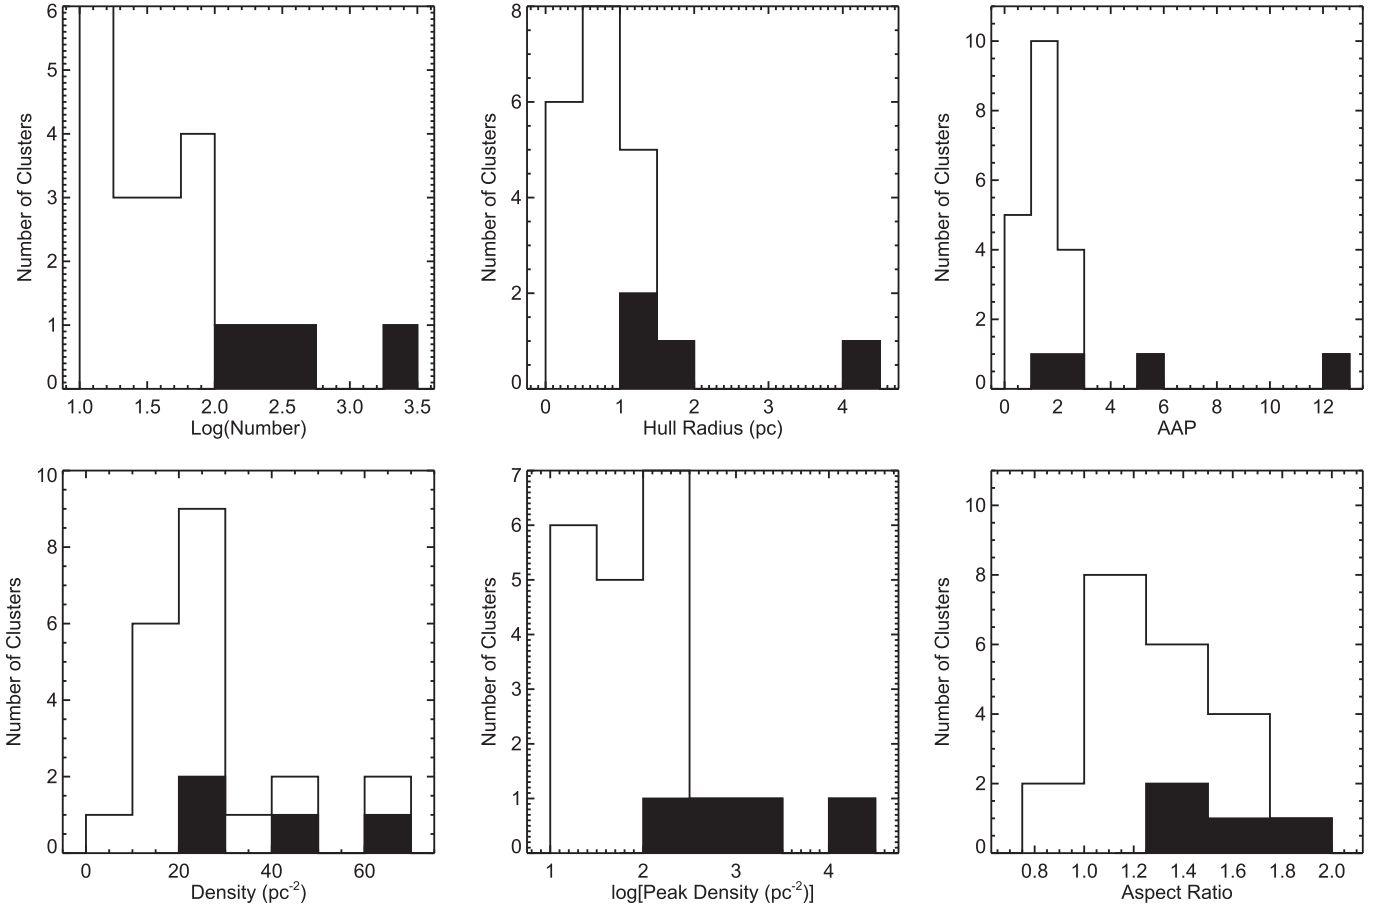 6
5
4
3
2
1
0
Number of Clusters
1.0 1.5 2.0 2.5 3.0 3.5
Log(Number)
8
6
4
2
0
Number of Clusters
0 1 2 3 4
Hull Radius (pc)
10
8
6
4
2
0
Number of Clusters
0 2 4 6 8 10 12
AAP
10
8
6
4
2
0
Number of Clusters
0 20 40 60
Density (pc⁻²)
7
6
5
4
3
2
1
0
Number of Clusters
1 2 3 4
log[Peak Density (pc⁻²)]
10
8
6
4
2
0
Number of Clusters
0.8 1.0 1.2 1.4 1.6 1.8 2.0
Aspect Ratio